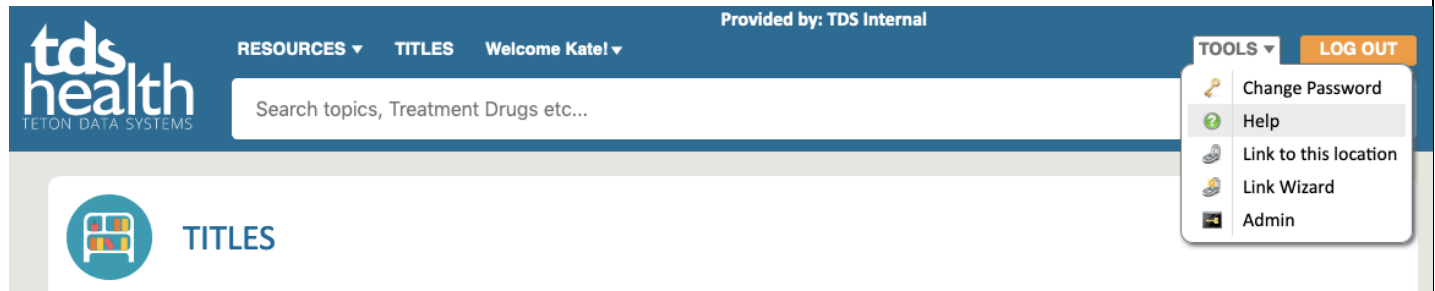 Provided by: TDS Internal
tds health
TETON DATA SYSTEMS
RESOURCES ▾ TITLES Welcome Kate! ▾ TOOLS ▾ LOG OUT
Search topics, Treatment Drugs etc...
Change Password
Help
Link to this location
Link Wizard
Admin
TITLES